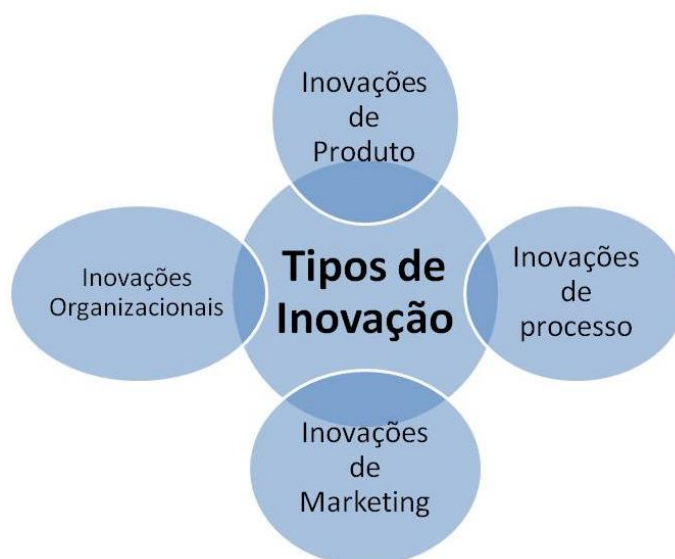 Inovações
de
Produto
Tipos de
Inovação
Inovações
Organizacionais
Inovações
de
processo
Inovações
de
Marketing